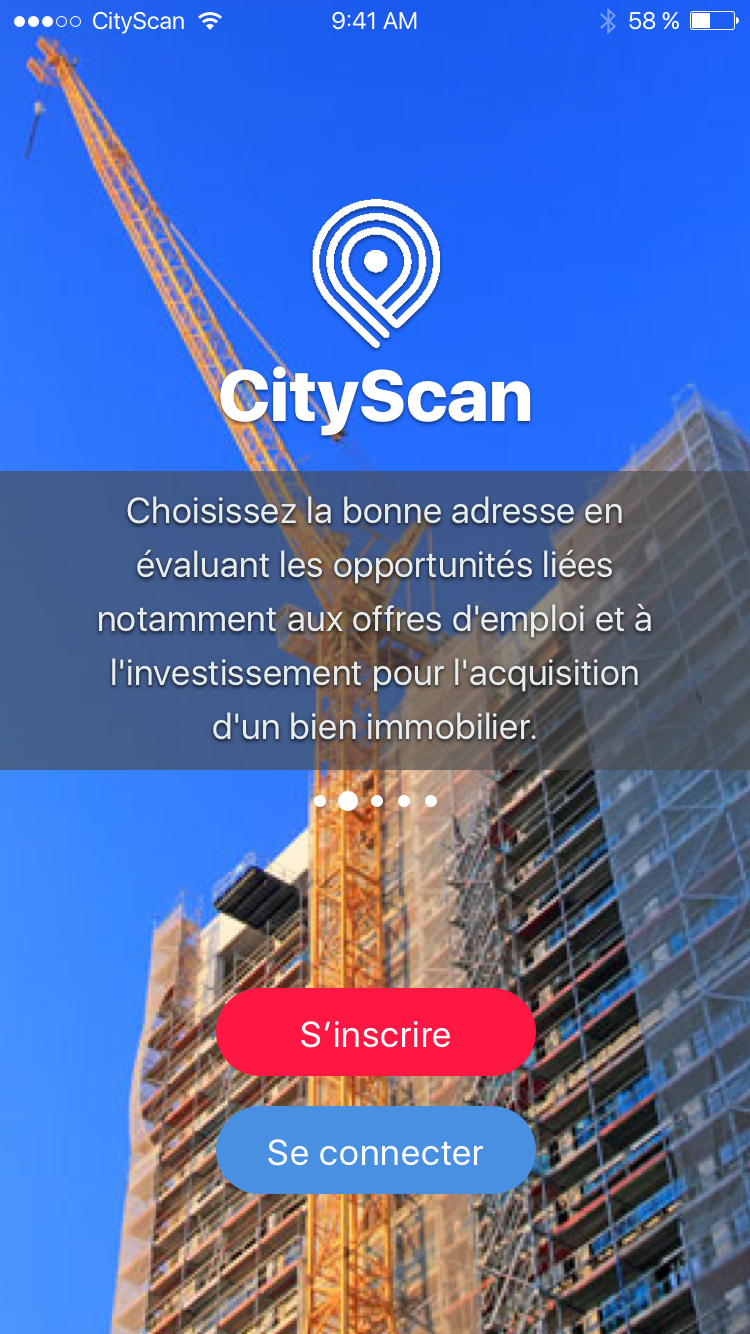 CityScan 9:41 AM 58 %
CityScan
Choisissez la bonne adresse en
évaluant les opportunités liées
notamment aux offres d'emploi et à
l'investissement pour l'acquisition
d'un bien immobilier.
S‘inscrire
Se connecter